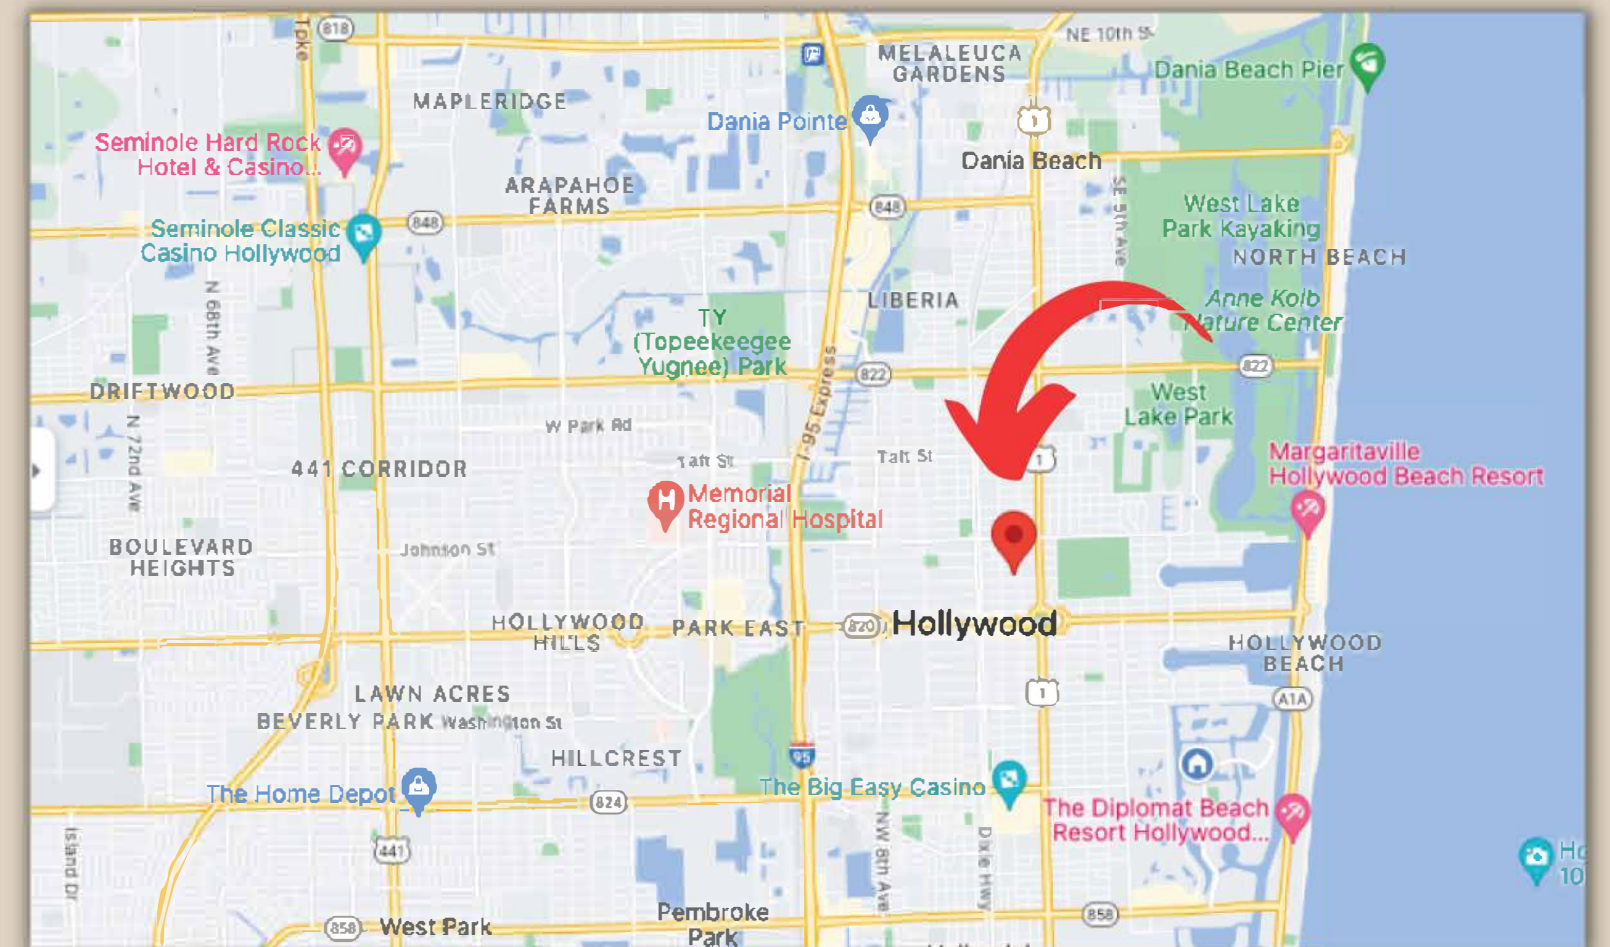 Tpke
818
NE 10th St
MELALEUCA
GARDENS
Dania Beach Pier
MAPLERIDGE
Dania Pointe
1
Seminole Hard Rock
Hotel & Casino...
Dania Beach
ARAPAHOE
FARMS
SE 5th Ave
848
848
West Lake
Park Kayaking
Seminole Classic
Casino Hollywood
NORTH BEACH
N 68th Ave
LIBERIA
Anne Kolb
Nature Center
TY
(Topeekeegee
Yugnee) Park
I-95 Express
822
822
DRIFTWOOD
West
Lake Park
N 72nd Ave
W Park Rd
Taft St
Taft St
1
441 CORRIDOR
Margaritaville
Hollywood Beach Resort
Memorial
Regional Hospital
BOULEVARD
HEIGHTS
Johnson St
HOLLYWOOD
HILLS
PARK EAST
820
Hollywood
HOLLYWOOD
BEACH
LAWN ACRES
1
A1A
BEVERLY PARK
Washington St
HILLCREST
95
The Home Depot
824
The Big Easy Casino
The Diplomat Beach
Resort Hollywood...
Island Dr
441
NW 8th Ave
Dixie Hwy
10
858
West Park
Pembroke
Park
858